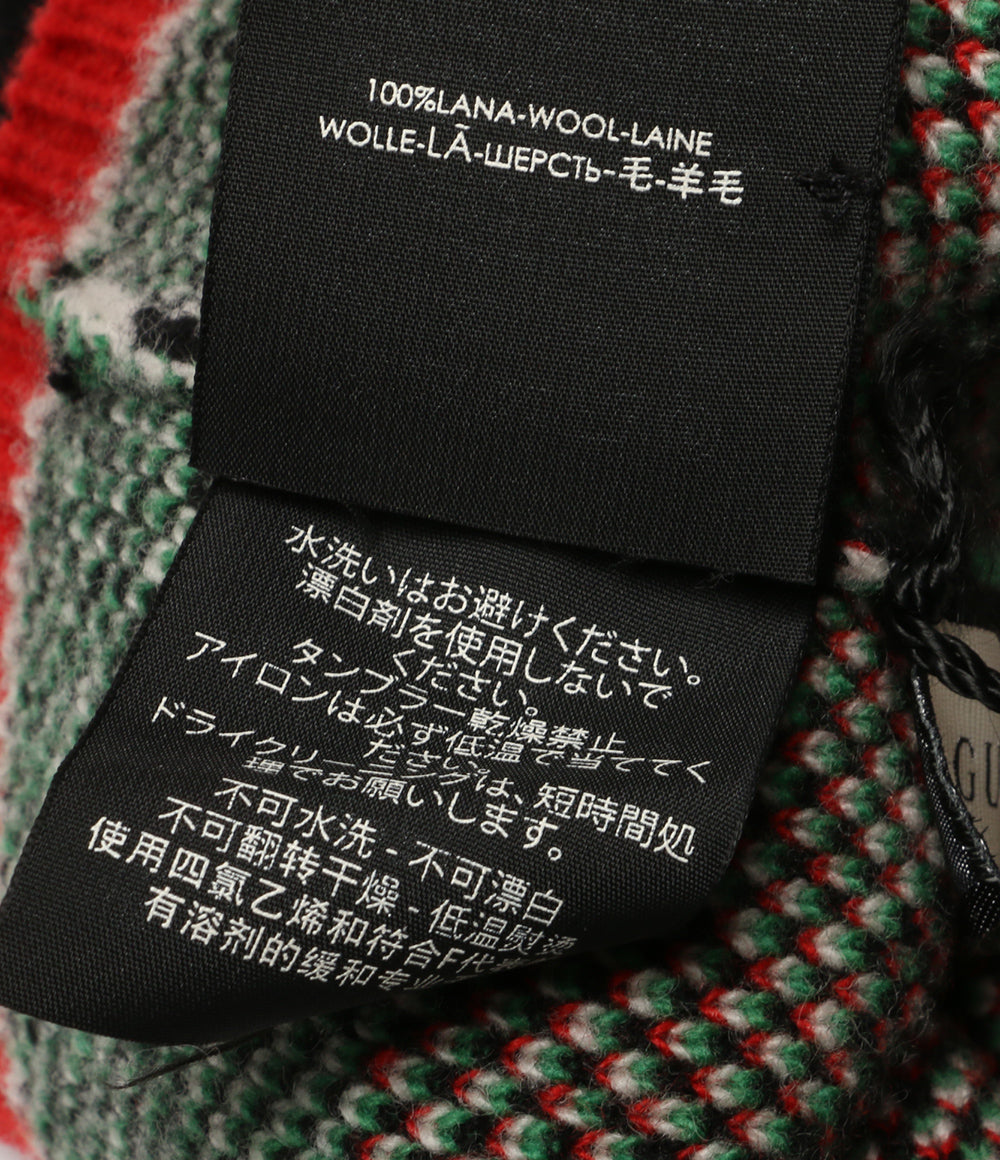 100%LANA-WOOL-LAINE
WOLLE-LÃ-ШЕРСТЬ-毛-羊毛
水洗いはお避けください。
漂白剤を使用しないで
ください。
タンブラー乾燥禁止
アイロンは必ず低温で当ててく
ださい。
ドライクリーニングは、短時間処
理でお願いします。
不可水洗 - 不可漂白
不可翻转干燥 - 低温熨烫
使用四氯乙烯和符合F代表
有溶剂的缓和专业
GU